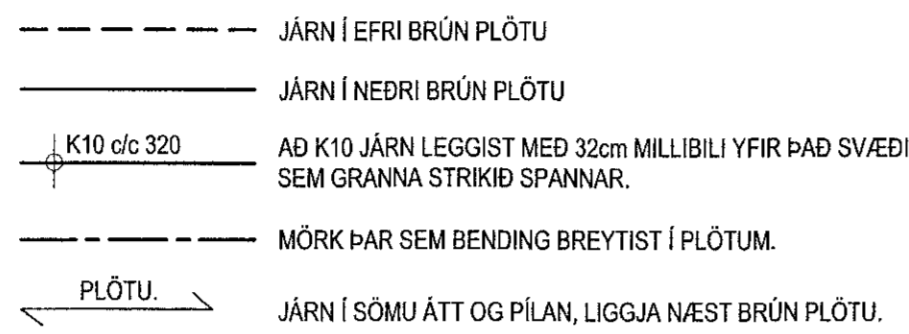 JÁRN Í EFRI BRÚN PLÖTU
JÁRN Í NEÐRI BRÚN PLÖTU
K10 c/c 320
AÐ K10 JÁRN LEGGIST MEÐ 32cm MILLIBILI YFIR ÞAÐ SVÆÐI
SEM GRANNA STRIKIÐ SPANNAR.
MÖRK ÞAR SEM BENDING BREYTIST Í PLÖTUM.
PLÖTU.
JÁRN Í SÖMU ÁTT OG PÍLAN, LIGGJA NÆST BRÚN PLÖTU.